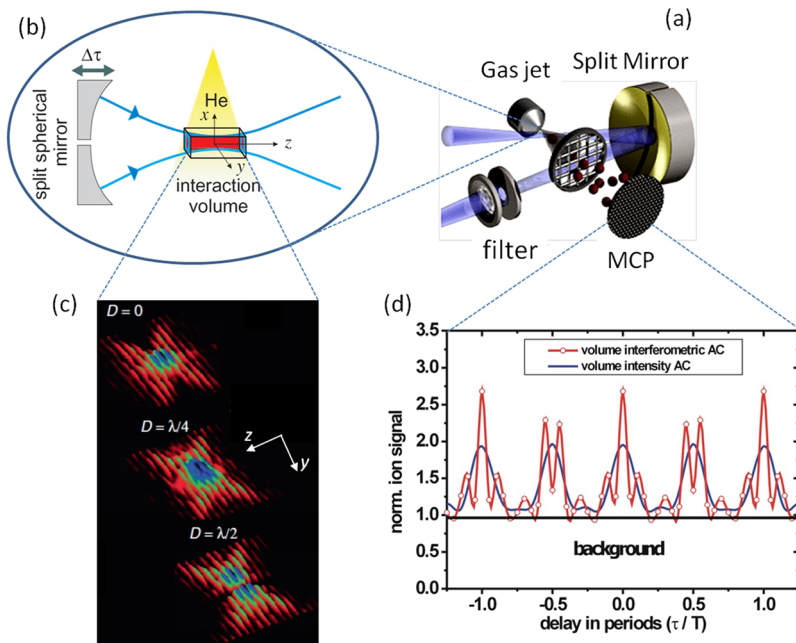 (b)
Δτ
split spherical
mirror
He
x
z
y
interaction
volume
(a)
Gas jet
Split Mirror
filter
MCP
(c)
D = 0
D = λ/4
z
y
D = λ/2
(d)
3.5
3.0
2.5
2.0
1.5
1.0
0.5
0.0
norm. ion signal
volume interferometric AC
volume intensity AC
background
-1.0
-0.5
0.0
0.5
1.0
delay in periods (τ / T)